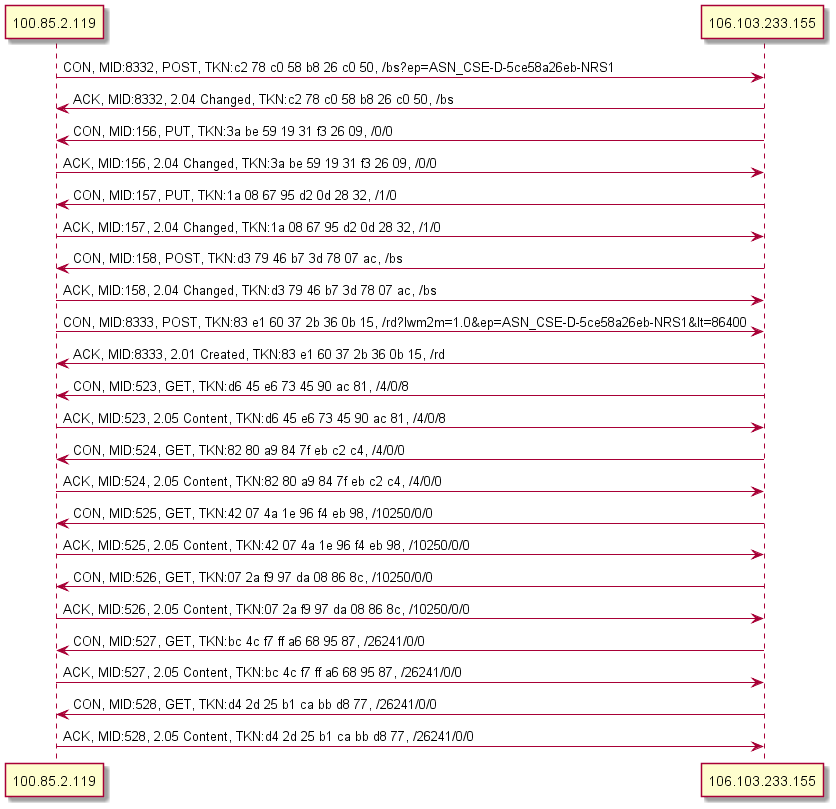 100.85.2.119 106.103.233.155
CON, MID:8332, POST, TKN:c2 78 c0 58 b8 26 c0 50, /bs?ep=ASN_CSE-D-5ce58a26eb-NRS1
ACK, MID:8332, 2.04 Changed, TKN:c2 78 c0 58 b8 26 c0 50, /bs
CON, MID:156, PUT, TKN:3a be 59 19 31 f3 26 09, /0/0
ACK, MID:156, 2.04 Changed, TKN:3a be 59 19 31 f3 26 09, /0/0
CON, MID:157, PUT, TKN:1a 08 67 95 d2 0d 28 32, /1/0
ACK, MID:157, 2.04 Changed, TKN:1a 08 67 95 d2 0d 28 32, /1/0
CON, MID:158, POST, TKN:d3 79 46 b7 3d 78 07 ac, /bs
ACK, MID:158, 2.04 Changed, TKN:d3 79 46 b7 3d 78 07 ac, /bs
CON, MID:8333, POST, TKN:83 e1 60 37 2b 36 0b 15, /rd?lwm2m=1.0&ep=ASN_CSE-D-5ce58a26eb-NRS1&lt=86400
ACK, MID:8333, 2.01 Created, TKN:83 e1 60 37 2b 36 0b 15, /rd
CON, MID:523, GET, TKN:d6 45 e6 73 45 90 ac 81, /4/0/8
ACK, MID:523, 2.05 Content, TKN:d6 45 e6 73 45 90 ac 81, /4/0/8
CON, MID:524, GET, TKN:82 80 a9 84 7f eb c2 c4, /4/0/0
ACK, MID:524, 2.05 Content, TKN:82 80 a9 84 7f eb c2 c4, /4/0/0
CON, MID:525, GET, TKN:42 07 4a 1e 96 f4 eb 98, /10250/0/0
ACK, MID:525, 2.05 Content, TKN:42 07 4a 1e 96 f4 eb 98, /10250/0/0
CON, MID:526, GET, TKN:07 2a f9 97 da 08 86 8c, /10250/0/0
ACK, MID:526, 2.05 Content, TKN:07 2a f9 97 da 08 86 8c, /10250/0/0
CON, MID:527, GET, TKN:bc 4c f7 ff a6 68 95 87, /26241/0/0
ACK, MID:527, 2.05 Content, TKN:bc 4c f7 ff a6 68 95 87, /26241/0/0
CON, MID:528, GET, TKN:d4 2d 25 b1 ca bb d8 77, /26241/0/0
ACK, MID:528, 2.05 Content, TKN:d4 2d 25 b1 ca bb d8 77, /26241/0/0
100.85.2.119 106.103.233.155